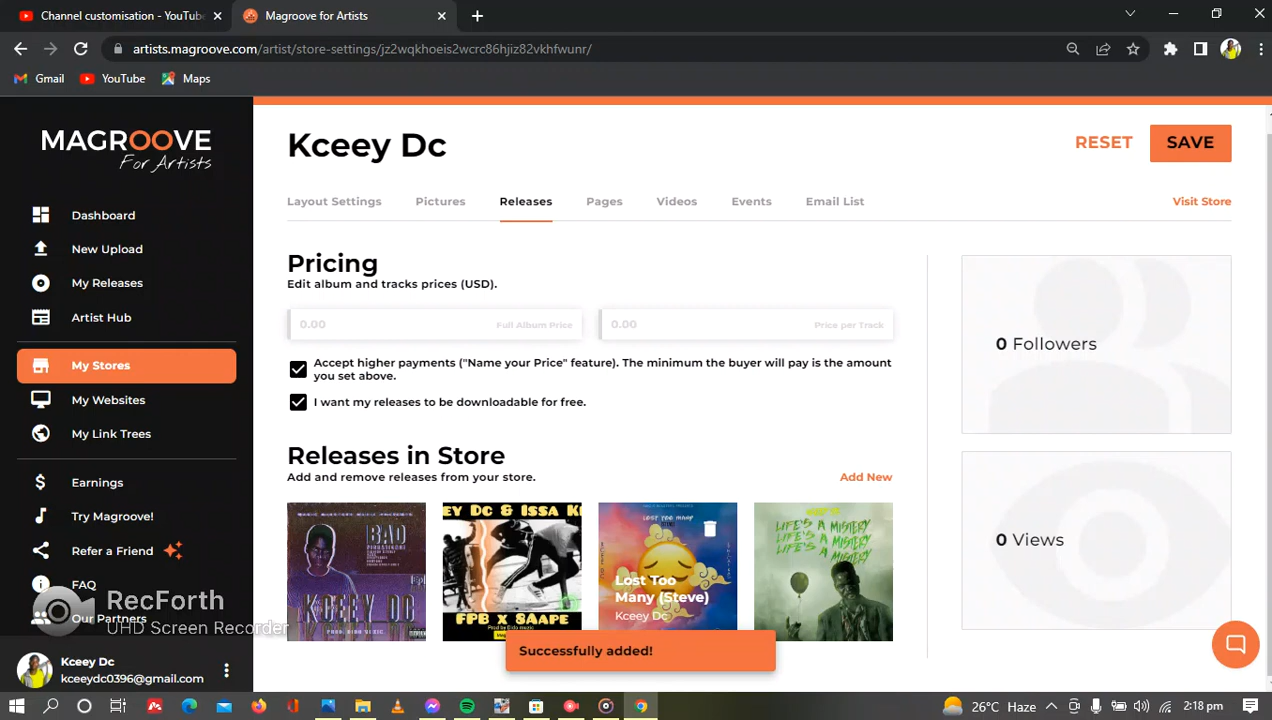 Channel customisation - YouTub
Magroove for Artists
artists.magroove.com/artist/store-settings/jz2wqkhoeis2wcrc86hjiz82vkhfwunr/
Gmail
YouTube
Maps
MAGROOVE
For Artists
Dashboard
New Upload
My Releases
Artist Hub
My Stores
My Websites
My Link Trees
Earnings
Try Magroove!
Refer a Friend
FAQ
Our Partners
RecForth
UHD Screen Recorder
Kceey Dc
kceeydc0396@gmail.com
Kceey Dc
RESET
SAVE
Layout Settings
Pictures
Releases
Pages
Videos
Events
Email List
Visit Store
Pricing
Edit album and tracks prices (USD).
0.00
Full Album Price
0.00
Price per Track
Accept higher payments ("Name your Price" feature). The minimum the buyer will pay is the amount
you set above.
I want my releases to be downloadable for free.
Releases in Store
Add and remove releases from your store.
Add New
BAD
KCEEY DC
EY DC & ISSA K
FPB X 8AAPE
LOST TOO MANY
Lost Too
Many (Steve)
Kceey Dc
LIFE'S A MISTERY
LIFE'S A MISTERY
LIFE'S A MISTERY
Successfully added!
0 Followers
0 Views
26°C Haze
2:18 pm